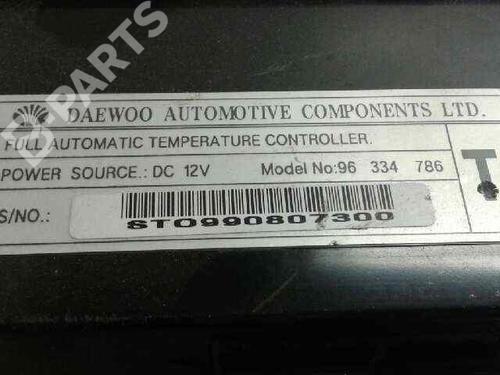 B PARTS
DAEWOO AUTOMOTIVE COMPONENTS LTD.
FULL AUTOMATIC TEMPERATURE CONTROLLER.
POWER SOURCE.: DC 12V Model No:96 334 786
T
S/NO.:
STO990807300